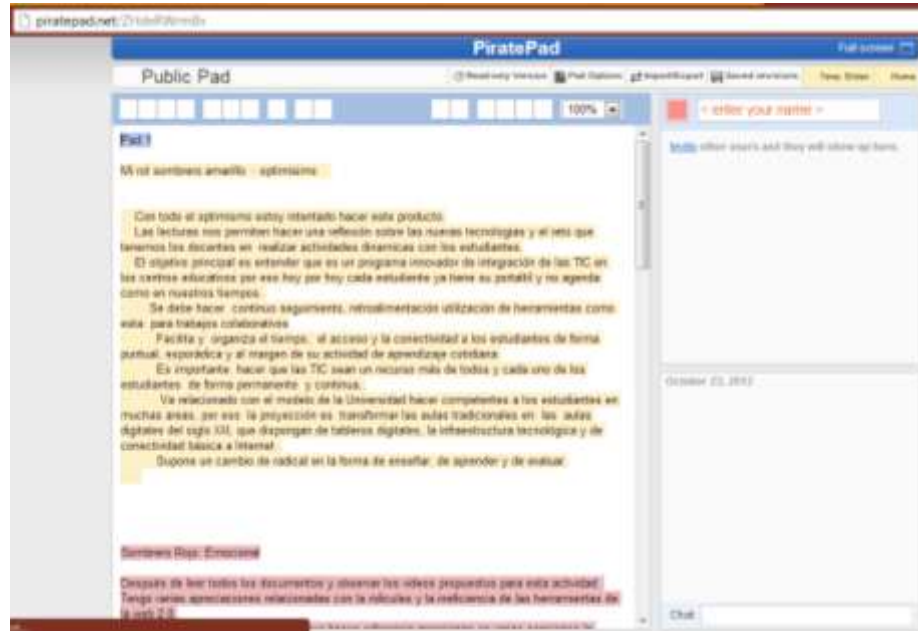 piratepad.net/
PiratePad
Full screen
Public Pad
Read only Version Pad Options Import/Export Saved revisions Time Slider Home
100%
< enter your name >
Pad 1
Invite other users and they will show up here.
Mi rol sombrero amarillo optimismo
Con todo el optimismo estoy intentado hacer este producto
Las lecturas nos permiten hacer una reflexión sobre las nuevas tecnologías y el reto que
tenemos los docentes en realizar actividades dinamicas con los estudiantes.
El objetivo principal es entender que es un programa innovador de integración de las TIC en
los centros educativos por eso hoy por hoy cada estudiante ya tiene su portátil y no agenda
como en nuestros tiempos.
Se debe hacer continuo seguimiento, retroalimentación utilización de herramientas como
esta para trabajos colaborativos
Facilita y organiza el tiempo, el acceso y la conectividad a los estudiantes de forma
puntual, esporádica y al margen de su actividad de aprendizaje cotidiana.
Es importante hacer que las TIC sean un recurso más de todos y cada uno de los
estudiantes de forma permanente y continua.
Va relacionado con el modelo de la Universidad hacer competentes a los estudiantes en
muchas areas, por eso la proyección es transformar las aulas tradicionales en las aulas
digitales del siglo XXI, que dispongan de tableros digitales, la infraestructura tecnológica y de
conectividad básica a Internet.
Supone un cambio de radical en la forma de enseñar, de aprender y de evaluar.
October 23, 2012
Sombrero Rojo: Emocional
Después de leer todos los documentos y observar los videos propuestos para esta actividad.
Tengo varias apreciaciones relacionadas con la ridicules y la ineficencia de las herramientas de
la web 2.0
Chat: